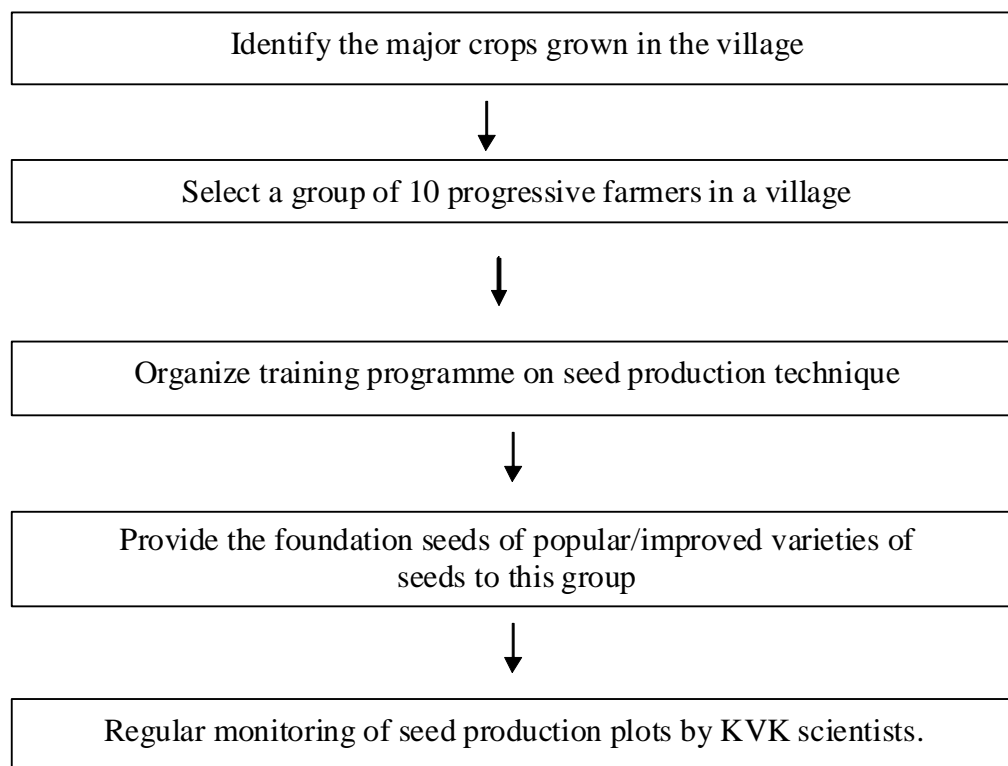 Identify the major crops grown in the village
Select a group of 10 progressive farmers in a village
Organize training programme on seed production technique
Provide the foundation seeds of popular/improved varieties of
seeds to this group
Regular monitoring of seed production plots by KVK scientists.